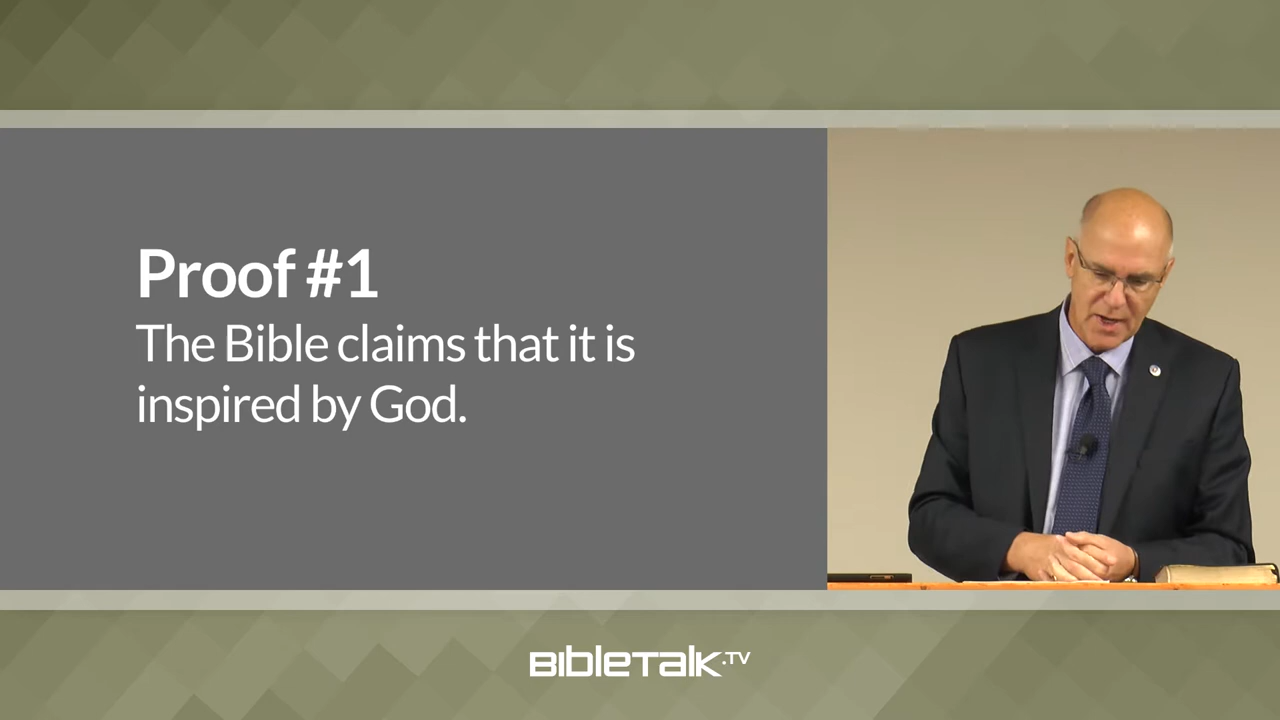 Proof #1
The Bible claims that it is
inspired by God.
BibleTalk.TV